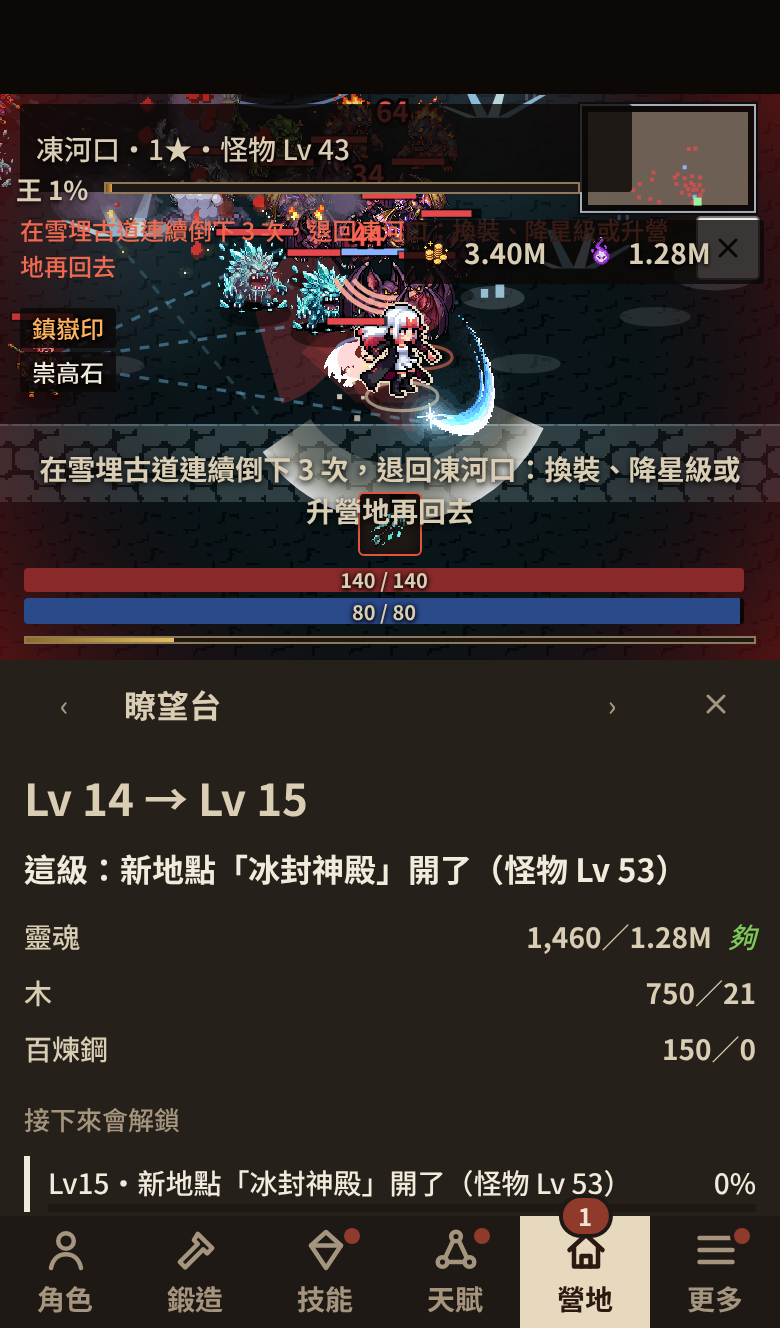 64
凍河口·1★·怪物 Lv 43
34
王 1%
在雪埋古道連續倒下 3 次，退回凍河口：換裝、降星級或升營
地再回去
3.40M
1.28M
鎮嶽印
崇高石
在雪埋古道連續倒下 3 次，退回凍河口：換裝、降星級或
升營地再回去
140 / 140
80 / 80
‹ 瞭望台 ›
Lv 14 → Lv 15
這級：新地點「冰封神殿」開了（怪物 Lv 53）
靈魂 1,460／1.28M 夠
木 750／21
百煉鋼 150／0
接下來會解鎖
Lv15·新地點「冰封神殿」開了（怪物 Lv 53） 0%
1
角色 鍛造 技能 天賦 營地 更多